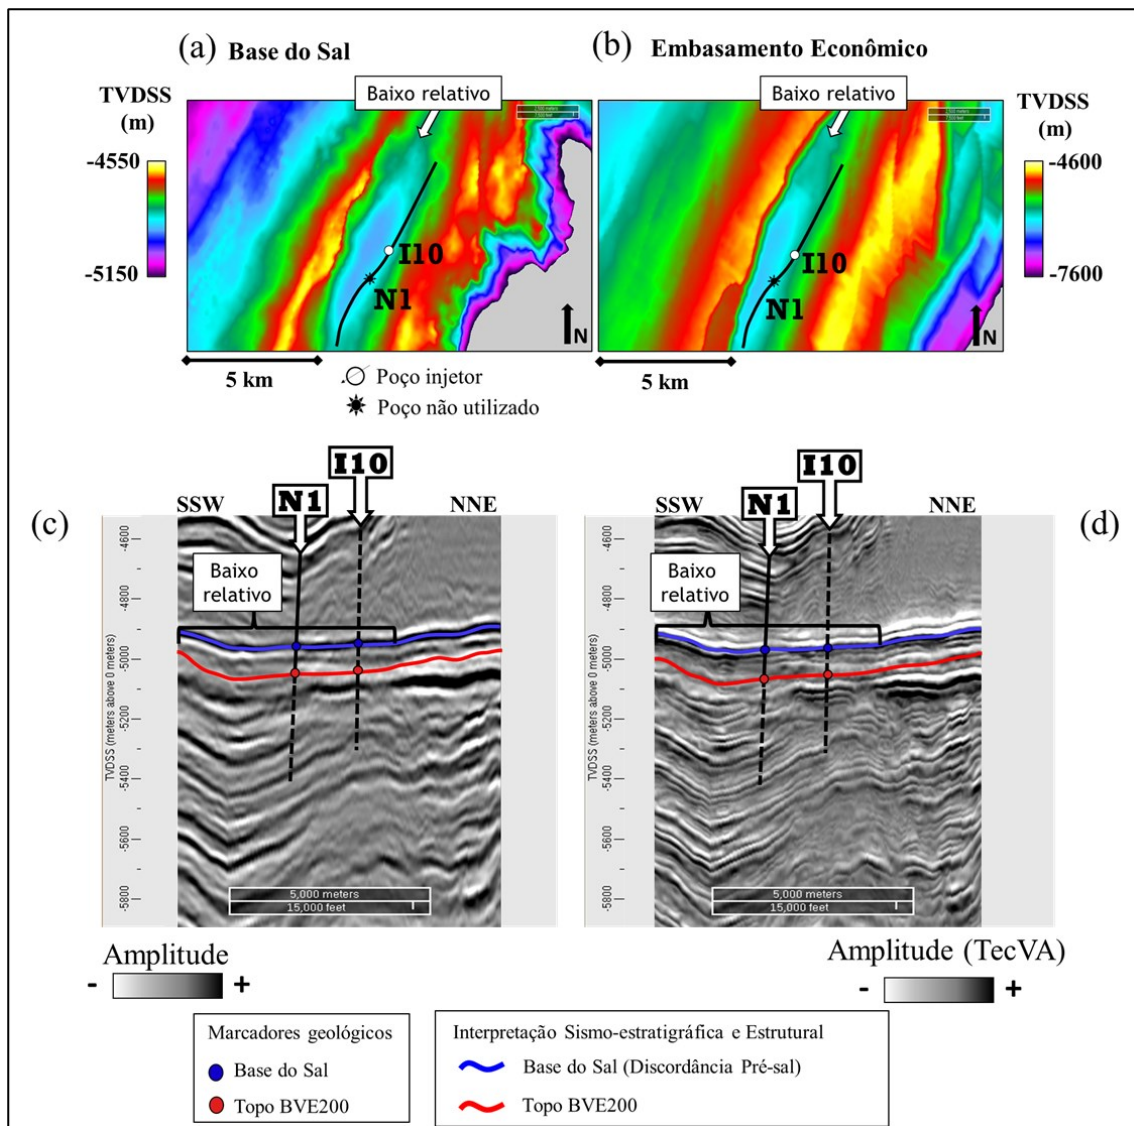 (a) Base do Sal
(b) Embasamento Econômico
Baixo relativo
Baixo relativo
TVDSS
(m)
-4550
-5150
TVDSS
(m)
-4600
-7600
I10
N1
N
I10
N1
N
5 km
5 km
Poço injetor
Poço não utilizado
(c)
SSW
N1
I10
NNE
SSW
N1
I10
NNE
(d)
Baixo
relativo
Baixo
relativo
TVDSS (meters above 0 meters)
-4600
-4800
-5000
-5200
-5400
-5600
-5800
TVDSS (meters above 0 meters)
-4600
-4800
-5000
-5200
-5400
-5600
-5800
5,000 meters
15,000 feet
5,000 meters
15,000 feet
Amplitude
- +
Amplitude (TecVA)
- +
Marcadores geológicos
Base do Sal
Topo BVE200
Interpretação Sismo-estratigráfica e Estrutural
Base do Sal (Discordância Pré-sal)
Topo BVE200